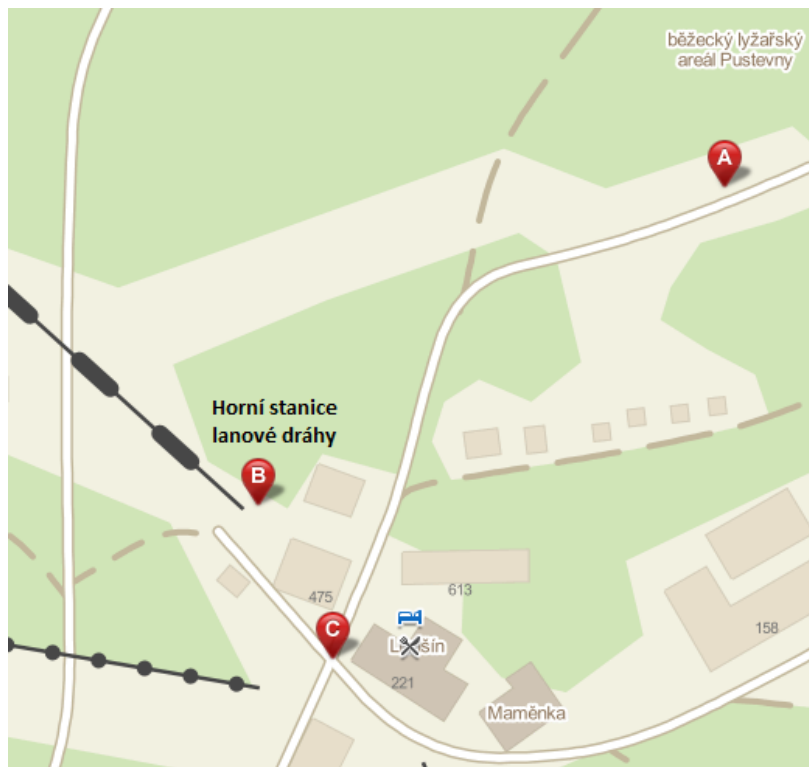 běžecký lyžařský
areál Pustevny
A
Horní stanice
lanové dráhy
B
475
613
C
158
221
Maměnka